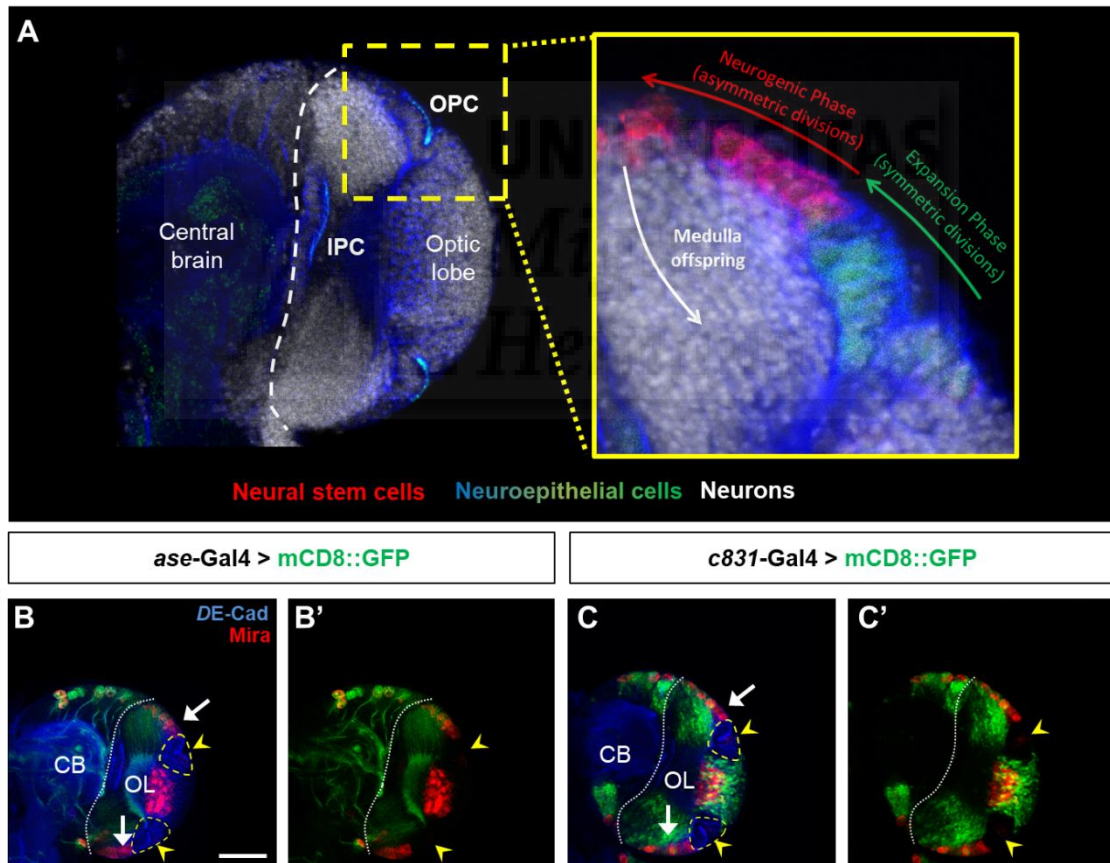 A
OPC
Central
brain
IPC
Optic
lobe
Neurogenic Phase
(asymmetric divisions)
Expansion Phase
(symmetric divisions)
Medulla
offspring
Neural stem cells Neuroepithelial cells Neurons
ase-Gal4 > mCD8::GFP
c831-Gal4 > mCD8::GFP
B
DE-Cad
Mira
CB
OL
B’
C
CB
OL
C’